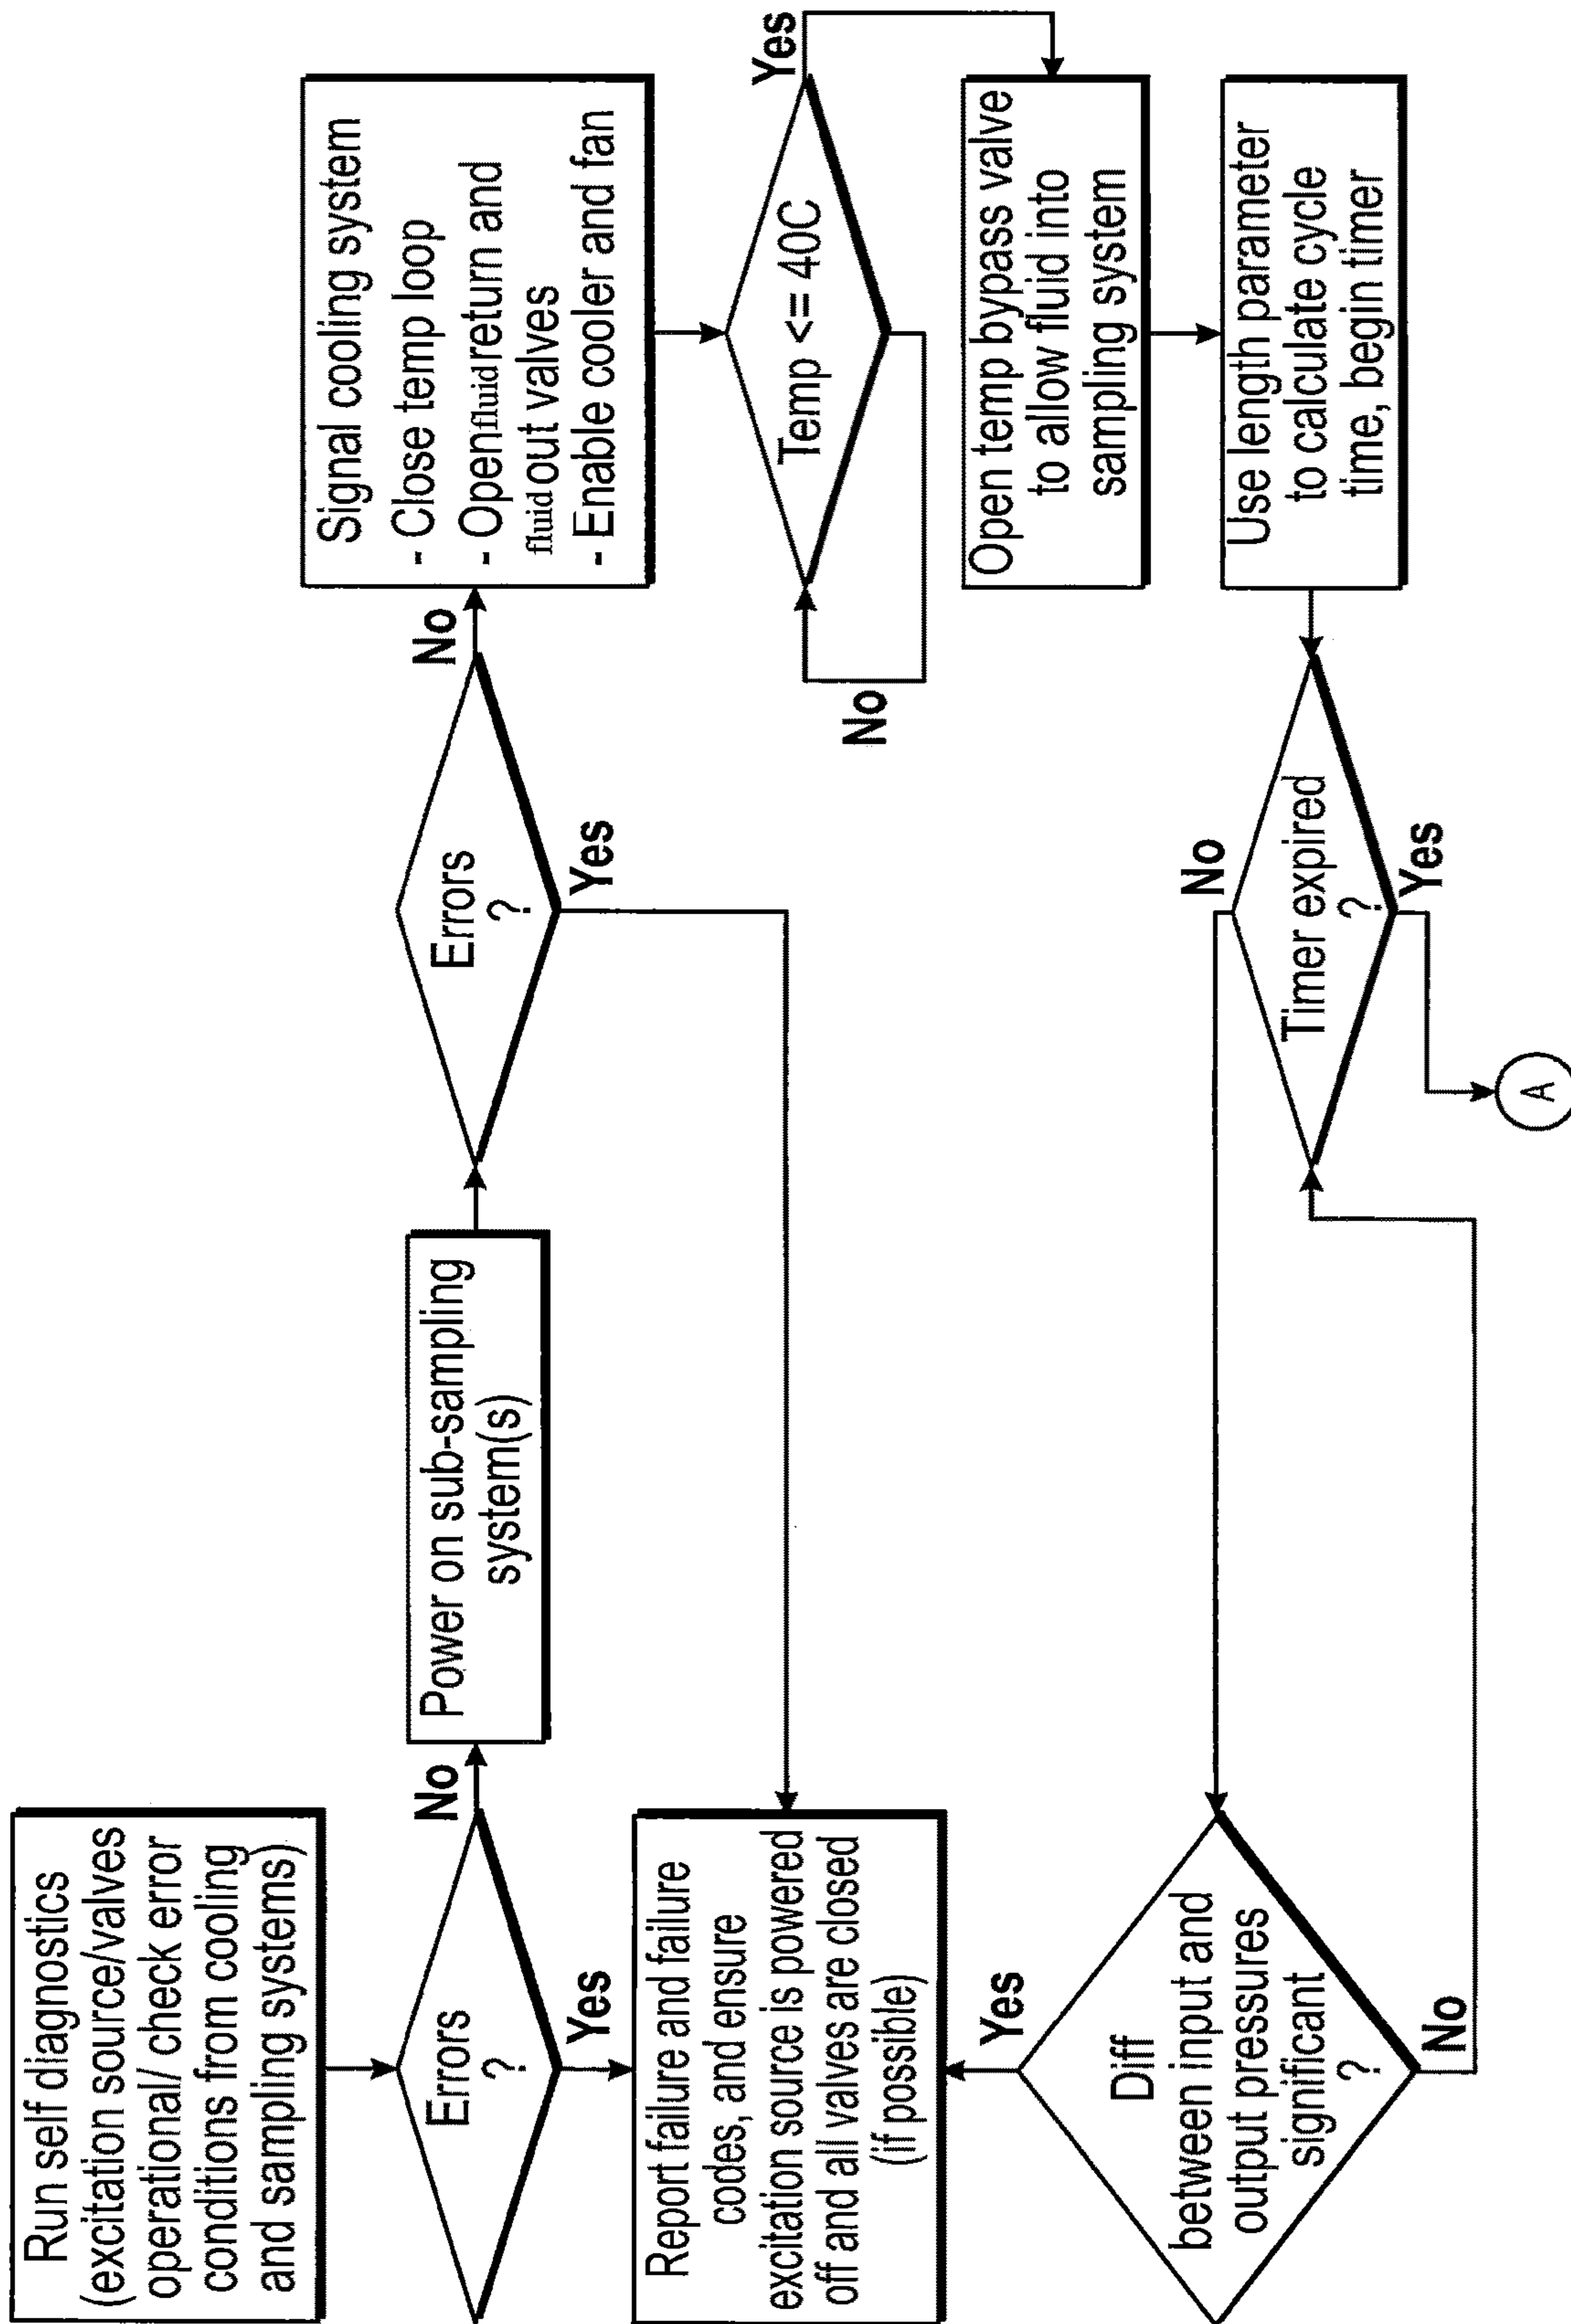 Run self diagnostics
(excitation source/valves
operational/ check error
conditions from cooling
and sampling systems)
Errors
?
No
Yes
Power on sub-sampling
system(s)
Errors
?
No
Yes
Signal cooling system
- Close temp loop
- Open fluid return and
fluid out valves
- Enable cooler and fan
Temp <= 40C
No
Yes
Open temp bypass valve
to allow fluid into
sampling system
Use length parameter
to calculate cycle
time, begin timer
Timer expired
?
No
Yes
A
Diff
between input and
output pressures
significant
?
Yes
No
Report failure and failure
codes, and ensure
excitation source is powered
off and all valves are closed
(if possible)